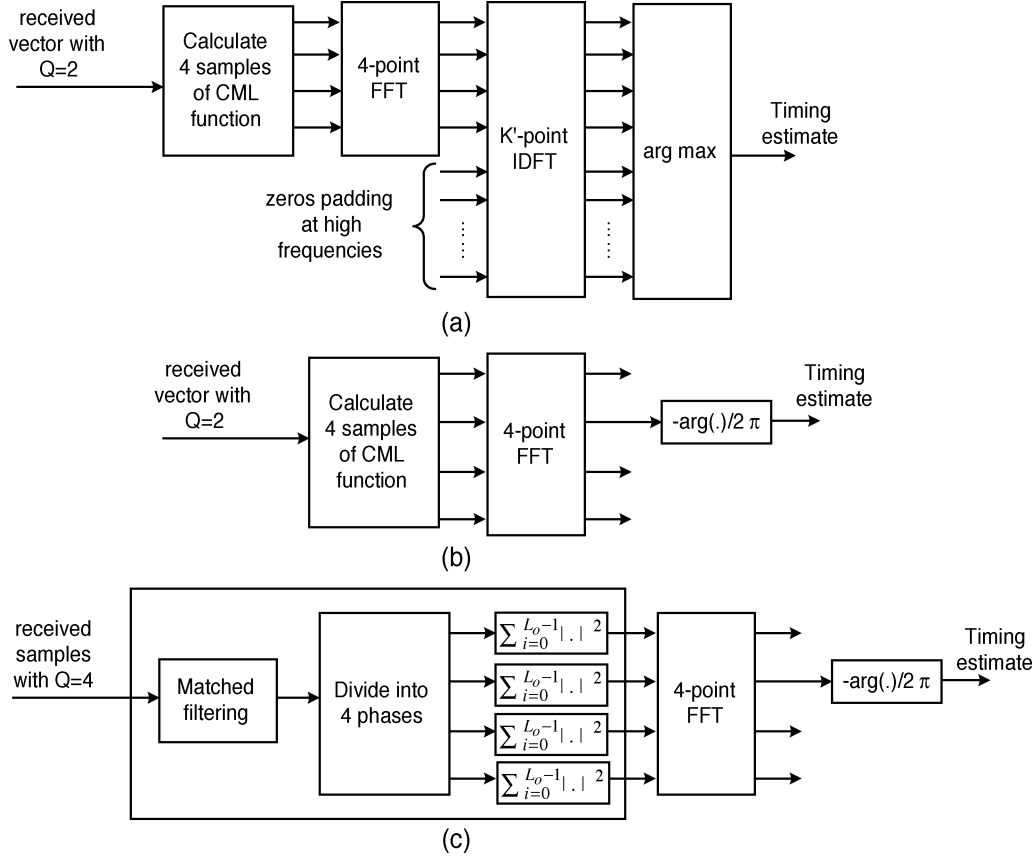 received
vector with
Q=2
Calculate
4 samples
of CML
function
4-point
FFT
zeros padding
at high
frequencies
K'-point
IDFT
arg max
Timing
estimate
(a)
received
vector with
Q=2
Calculate
4 samples
of CML
function
4-point
FFT
-arg(.)/2 π
Timing
estimate
(b)
received
samples
with Q=4
Matched
filtering
Divide into
4 phases
∑ L_o−1 i=0 | . | 2
∑ L_o−1 i=0 | . | 2
∑ L_o−1 i=0 | . | 2
∑ L_o−1 i=0 | . | 2
4-point
FFT
-arg(.)/2 π
Timing
estimate
(c)